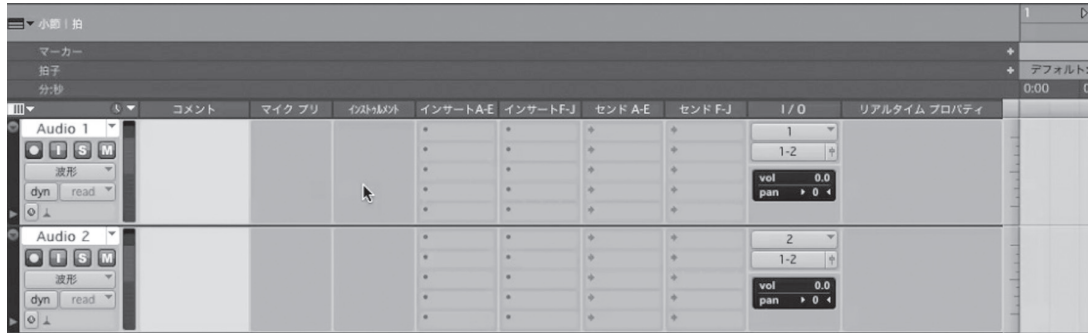 小節 | 拍
1
マーカー
拍子
デフォルト:
分:秒
0:00
コメント マイク プリ インストゥルメント インサートA-E インサートF-J センド A-E センド F-J I / O リアルタイム プロパティ
Audio 1
I S M
波形
dyn read
1
1-2
vol 0.0
pan 0
Audio 2
I S M
波形
dyn read
2
1-2
vol 0.0
pan 0